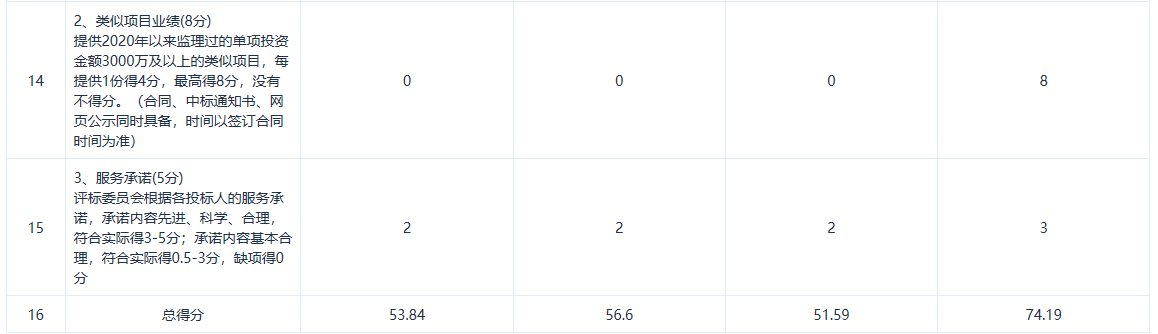 2、类似项目业绩(8分)
提供2020年以来监理过的单项投资
金额3000万及以上的类似项目，每
提供1份得4分，最高得8分，没有
不得分。（合同、中标通知书、网
页公示同时具备，时间以签订合同
时间为准）
14
0
0
0
8
3、服务承诺(5分)
评标委员会根据各投标人的服务承
诺，承诺内容先进、科学、合理，
符合实际得3-5分；承诺内容基本合
理，符合实际得0.5-3分，缺项得0
分
15
2
2
2
3
16
总得分
53.84
56.6
51.59
74.19